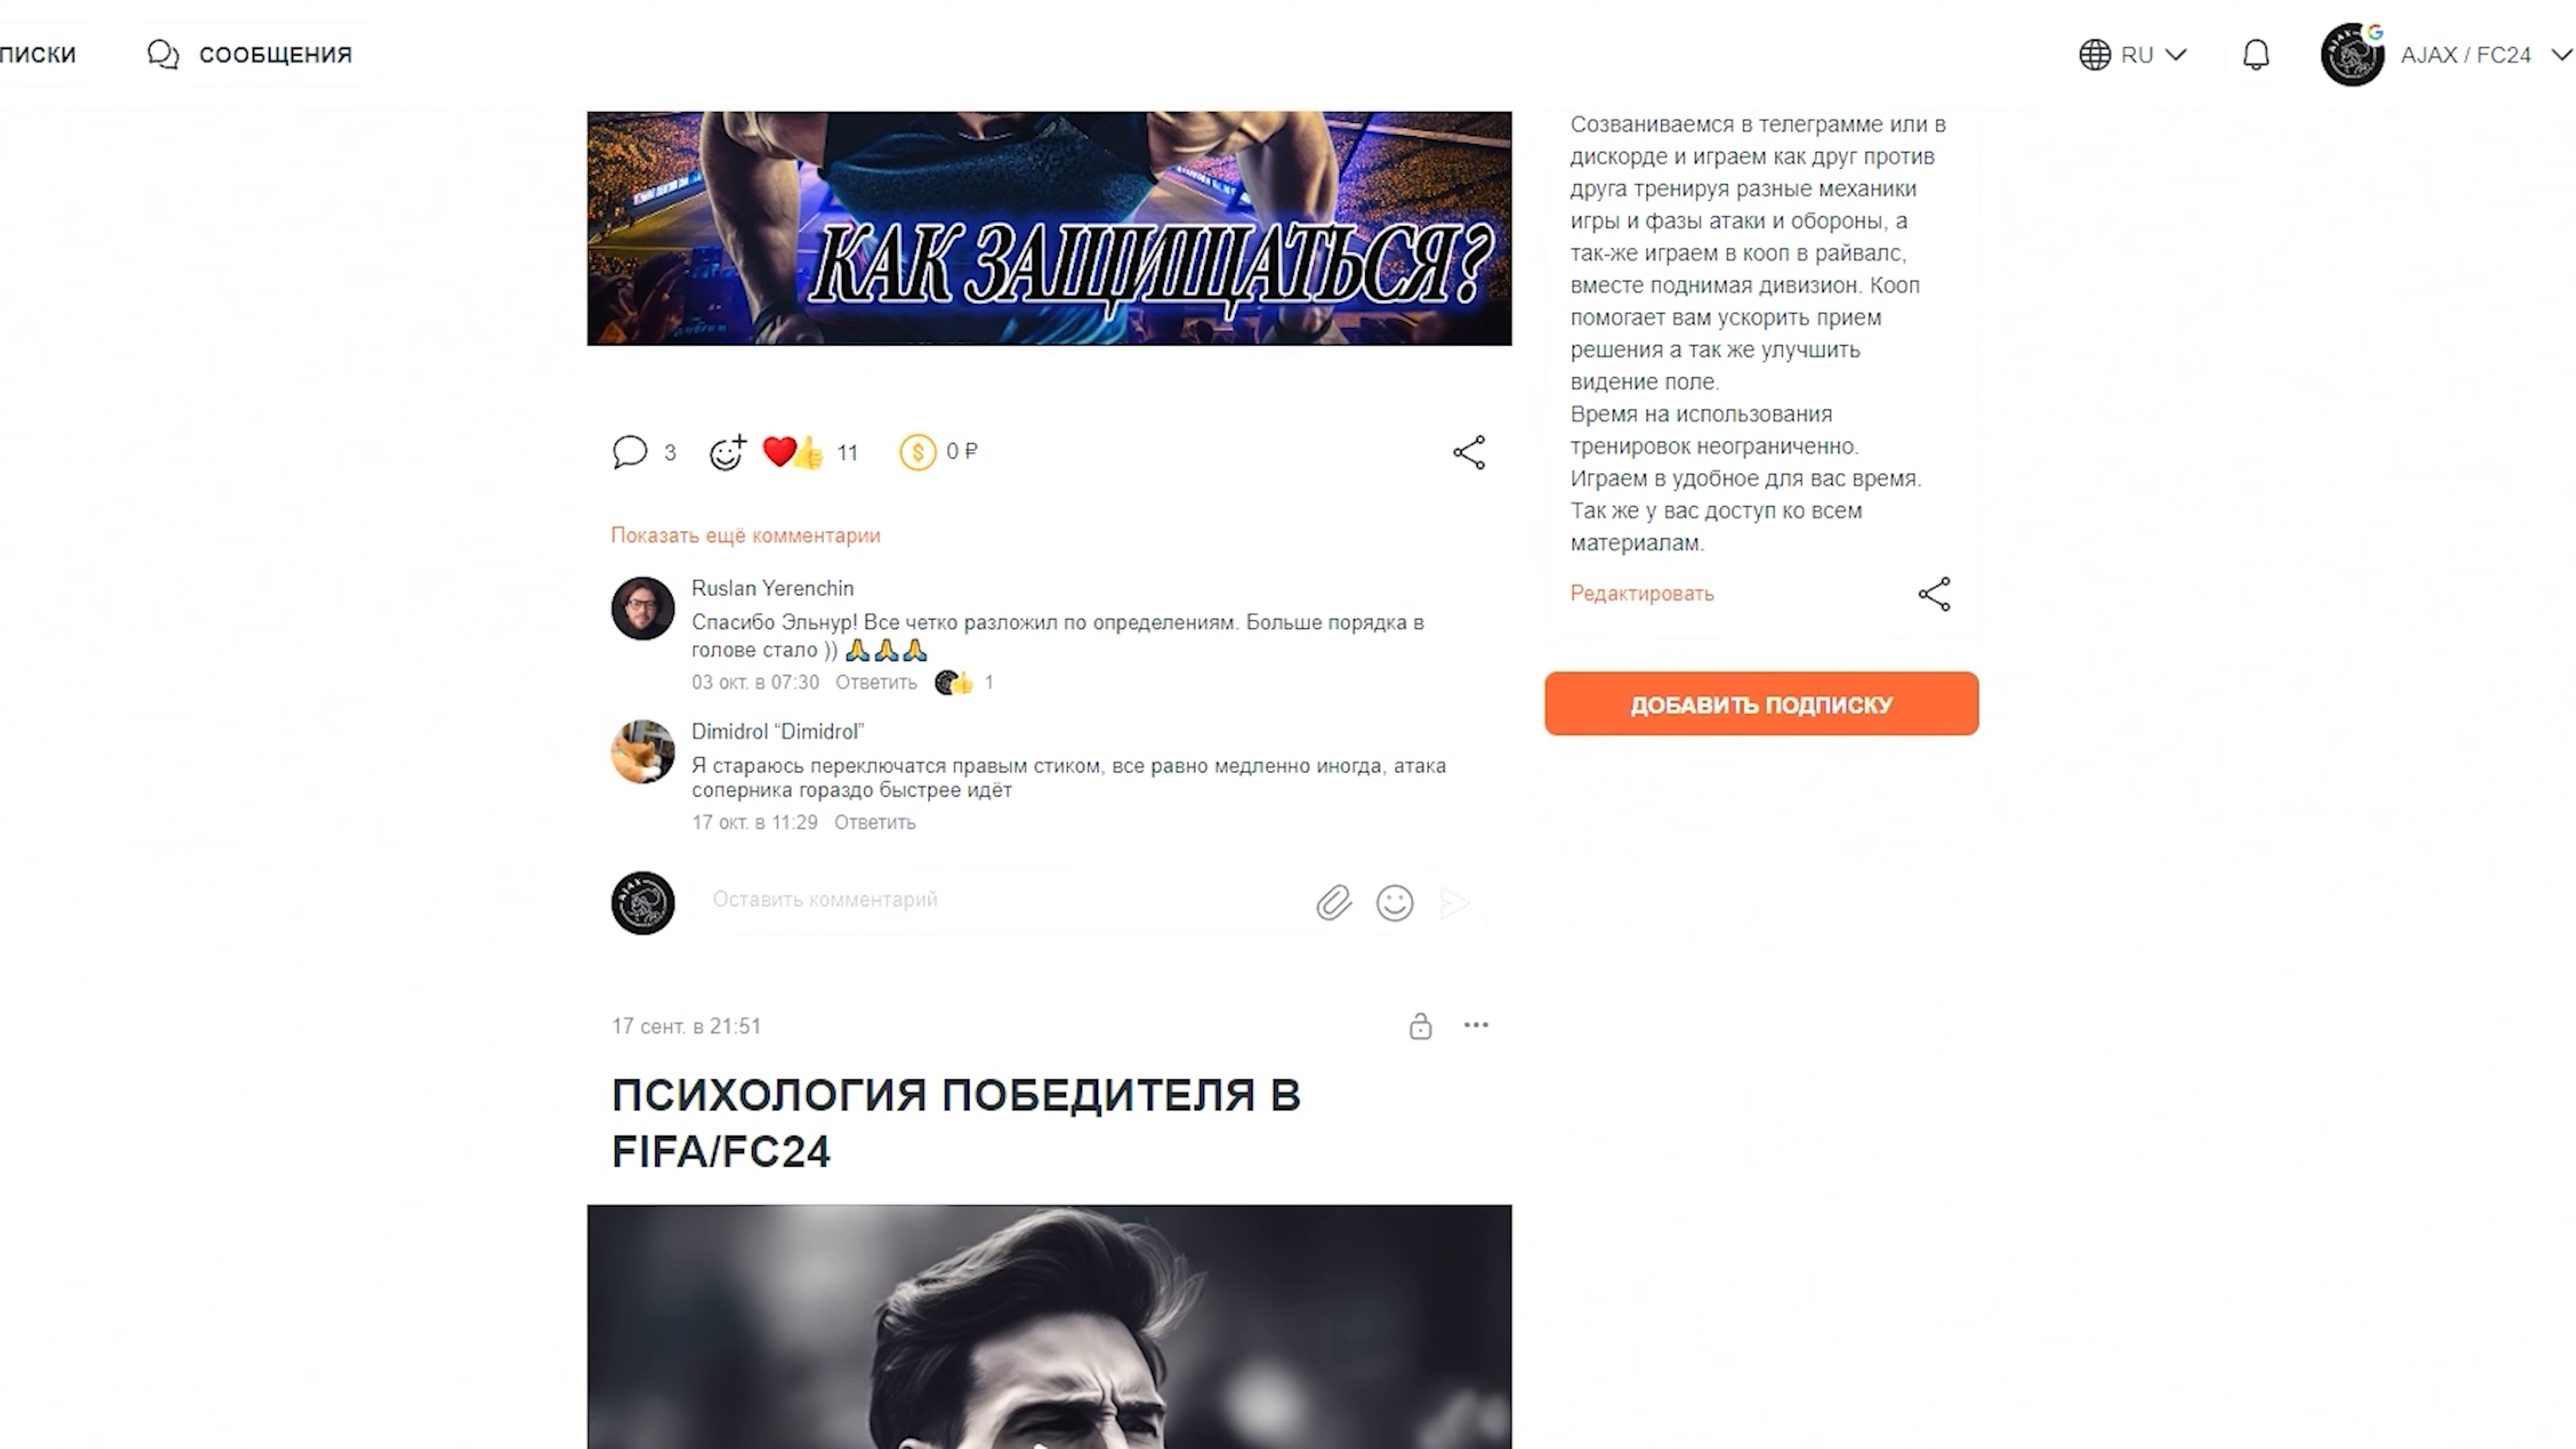 ПИСКИ
СООБЩЕНИЯ
RU
AJAX / FC24
КАК ЗАЩИЩАТЬСЯ?
3
11
0 ₽
Показать ещё комментарии
Ruslan Yerenchin
Спасибо Эльнур! Все четко разложил по определениям. Больше порядка в
голове стало )) 🙏🙏🙏
03 окт. в 07:30 Ответить 👍 1
Dimidrol “Dimidrol”
Я стараюсь переключатся правым стиком, все равно медленно иногда, атака
соперника гораздо быстрее идёт
17 окт. в 11:29 Ответить
Оставить комментарий
17 сент. в 21:51
ПСИХОЛОГИЯ ПОБЕДИТЕЛЯ В
FIFA/FC24
Созваниваемся в телеграмме или в
дискорде и играем как друг против
друга тренируя разные механики
игры и фазы атаки и обороны, а
так-же играем в кооп в райвалс,
вместе поднимая дивизион. Кооп
помогает вам ускорить прием
решения а так же улучшить
видение поле.
Время на использования
тренировок неограниченно.
Играем в удобное для вас время.
Так же у вас доступ ко всем
материалам.
Редактировать
ДОБАВИТЬ ПОДПИСКУ